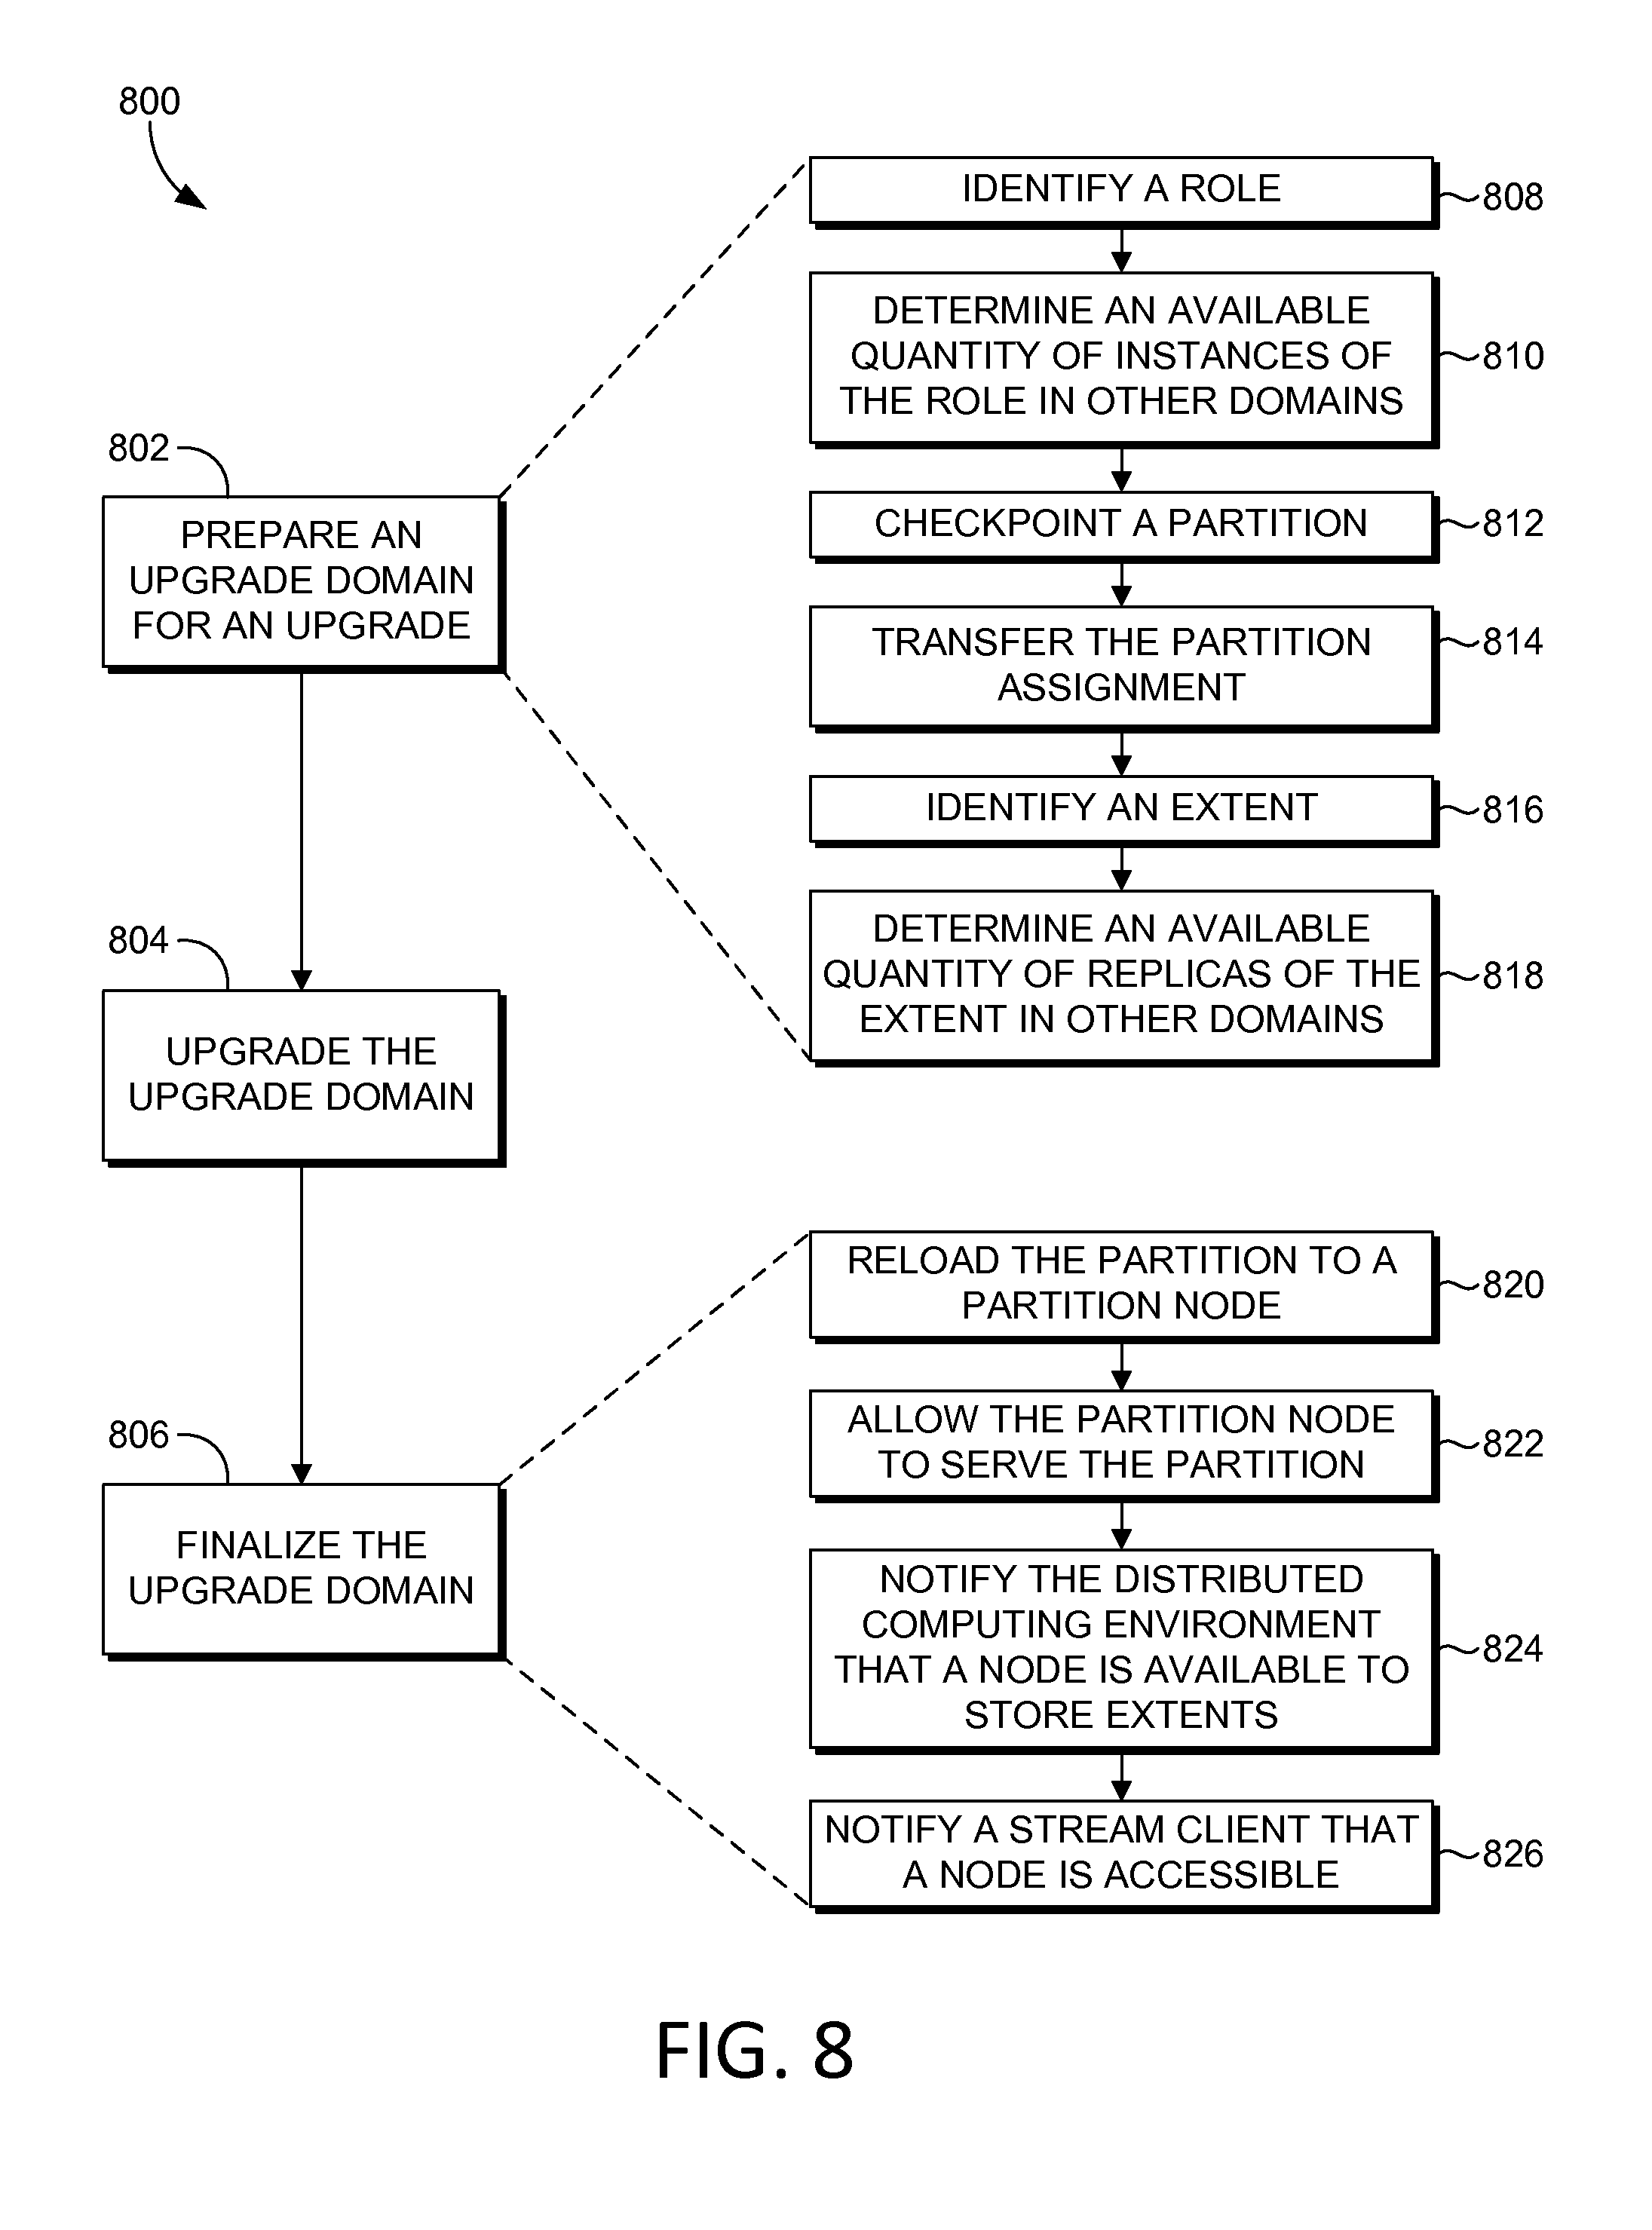 800
802
PREPARE AN
UPGRADE DOMAIN
FOR AN UPGRADE
804
UPGRADE THE
UPGRADE DOMAIN
806
FINALIZE THE
UPGRADE DOMAIN
IDENTIFY A ROLE
808
DETERMINE AN AVAILABLE
QUANTITY OF INSTANCES OF
THE ROLE IN OTHER DOMAINS
810
CHECKPOINT A PARTITION
812
TRANSFER THE PARTITION
ASSIGNMENT
814
IDENTIFY AN EXTENT
816
DETERMINE AN AVAILABLE
QUANTITY OF REPLICAS OF THE
EXTENT IN OTHER DOMAINS
818
RELOAD THE PARTITION TO A
PARTITION NODE
820
ALLOW THE PARTITION NODE
TO SERVE THE PARTITION
822
NOTIFY THE DISTRIBUTED
COMPUTING ENVIRONMENT
THAT A NODE IS AVAILABLE TO
STORE EXTENTS
824
NOTIFY A STREAM CLIENT THAT
A NODE IS ACCESSIBLE
826
FIG. 8